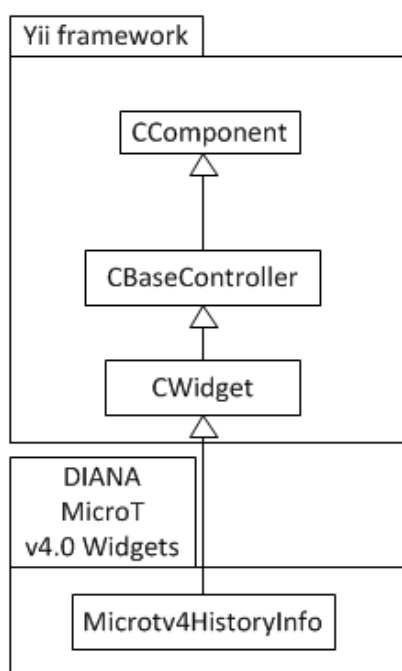 Yii framework
CComponent
CBaseController
CWidget
DIANA
MicroT
v4.0 Widgets
Microtv4HistoryInfo